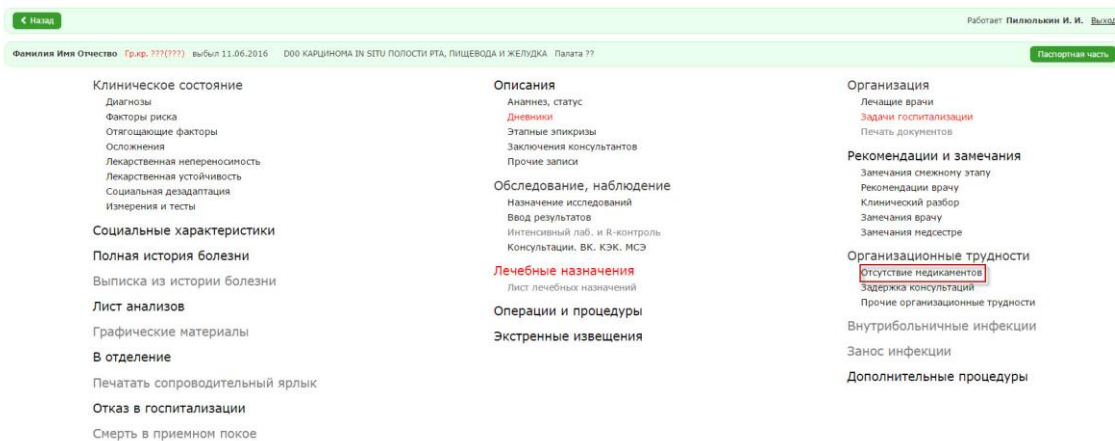 Назад
Работает Пилюлькин И. И. Выход
Фамилия Имя Отчество Гр.кр. ???(???) выбыл 11.06.2016 D00 КАРЦИНОМА IN SITU ПОЛОСТИ РТА, ПИЩЕВОДА И ЖЕЛУДКА Палата ??
Паспортная часть
Клиническое состояние
Диагнозы
Факторы риска
Отягощающие факторы
Осложнения
Лекарственная непереносимость
Лекарственная устойчивость
Социальная дезадаптация
Измерения и тесты
Социальные характеристики
Полная история болезни
Выписка из истории болезни
Лист анализов
Графические материалы
В отделение
Печатать сопроводительный ярлык
Отказ в госпитализации
Смерть в приемном покое
Описания
Анамнез, статус
Дневники
Этапные эпикризы
Заключения консультантов
Прочие записи
Обследование, наблюдение
Назначение исследований
Ввод результатов
Интенсивный лаб. и R-контроль
Консультации. ВК. КЭК. МСЭ
Лечебные назначения
Лист лечебных назначений
Операции и процедуры
Экстренные извещения
Организация
Лечащие врачи
Задачи госпитализации
Печать документов
Рекомендации и замечания
Замечания смежному этапу
Рекомендации врачу
Клинический разбор
Замечания врачу
Замечания медсестре
Организационные трудности
Отсутствие медикаментов
Задержка консультаций
Прочие организационные трудности
Внутрибольничные инфекции
Занос инфекции
Дополнительные процедуры